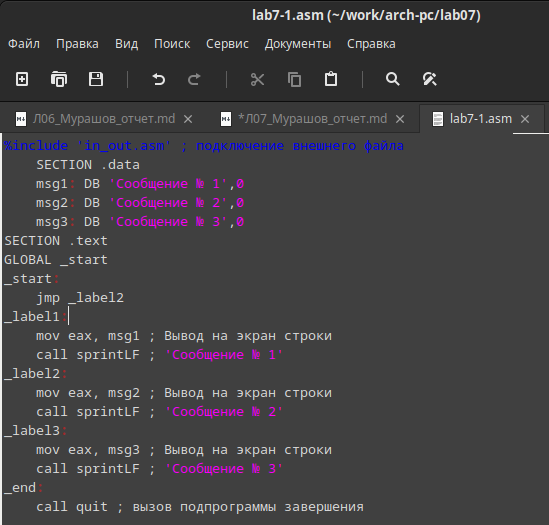 lab7-1.asm (~/work/arch-pc/lab07)
Файл Правка Вид Поиск Сервис Документы Справка
Л06_Мурашов_отчет.md *Л07_Мурашов_отчет.md lab7-1.asm
%include 'in_out.asm' ; подключение внешнего файла
SECTION .data
msg1: DB 'Сообщение № 1',0
msg2: DB 'Сообщение № 2',0
msg3: DB 'Сообщение № 3',0
SECTION .text
GLOBAL _start
_start:
jmp _label2
_label1:
mov eax, msg1 ; Вывод на экран строки
call sprintLF ; 'Сообщение № 1'
_label2:
mov eax, msg2 ; Вывод на экран строки
call sprintLF ; 'Сообщение № 2'
_label3:
mov eax, msg3 ; Вывод на экран строки
call sprintLF ; 'Сообщение № 3'
_end:
call quit ; вызов подпрограммы завершения